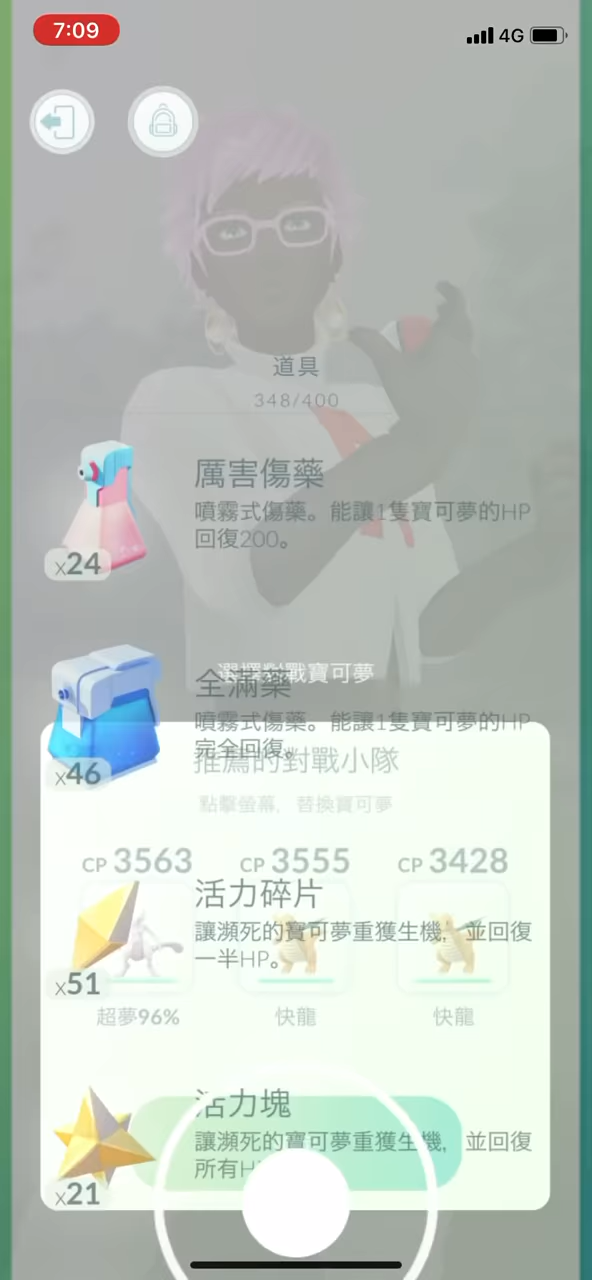 7:09
4G
道具
348/400
厲害傷藥
噴霧式傷藥。能讓1隻寶可夢的HP
回復200。
x24
選擇對戰寶可夢
全滿藥
噴霧式傷藥。能讓1隻寶可夢的HP
完全回復。
x46
推薦的對戰小隊
點擊螢幕，替換寶可夢
CP 3563
CP 3555
CP 3428
活力碎片
讓瀕死的寶可夢重獲生機，並回復
一半HP。
x51
超夢96%
快龍
快龍
活力塊
讓瀕死的寶可夢重獲生機，並回復
所有H
x21